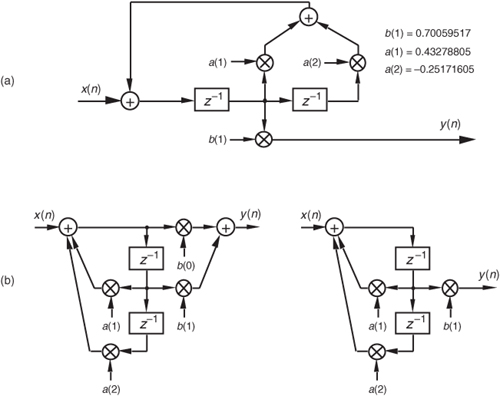 b(1) = 0.70059517
a(1) = 0.43278805
a(2) = –0.25171605
a(1)
a(2)
(a)
x(n)
+
z⁻¹
z⁻¹
b(1)
y(n)
x(n)
y(n)
z⁻¹
b(0)
(b)
a(1)
b(1)
z⁻¹
a(2)
x(n)
z⁻¹
y(n)
a(1)
b(1)
z⁻¹
a(2)